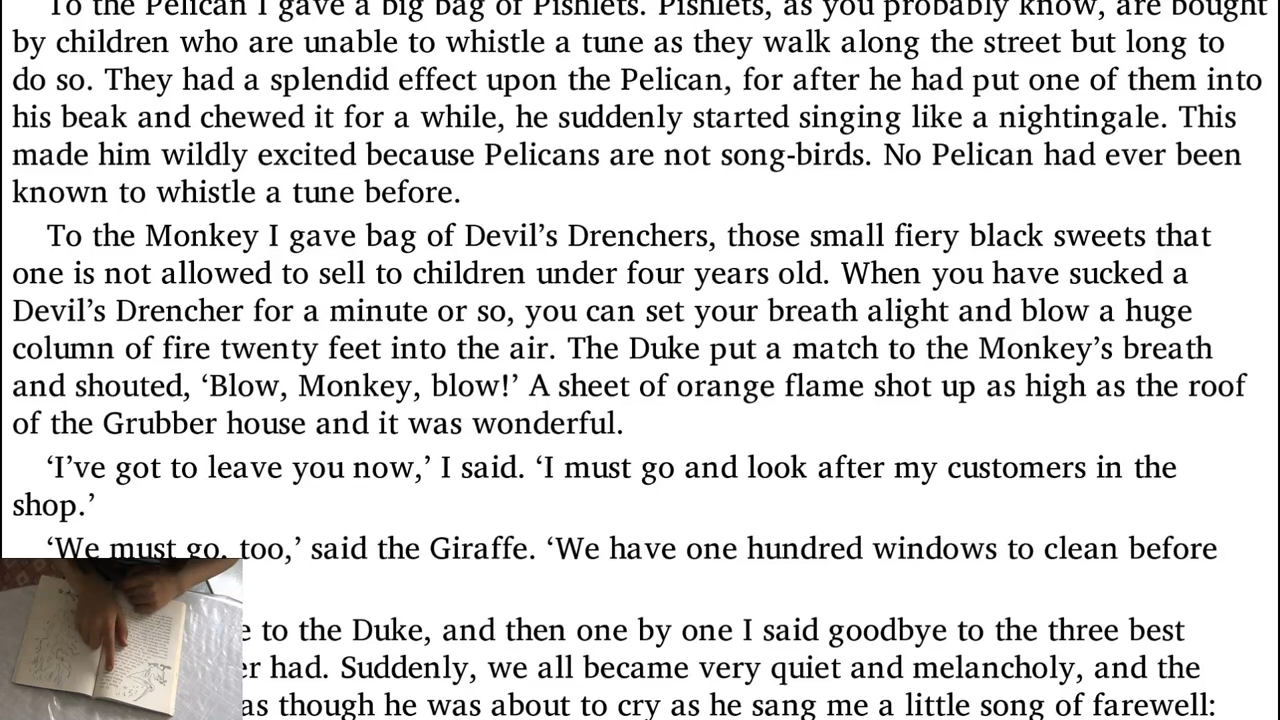 To the Pelican I gave a big bag of Pishlets. Pishlets, as you probably know, are bought
by children who are unable to whistle a tune as they walk along the street but long to
do so. They had a splendid effect upon the Pelican, for after he had put one of them into
his beak and chewed it for a while, he suddenly started singing like a nightingale. This
made him wildly excited because Pelicans are not song-birds. No Pelican had ever been
known to whistle a tune before.
To the Monkey I gave bag of Devil’s Drenchers, those small fiery black sweets that
one is not allowed to sell to children under four years old. When you have sucked a
Devil’s Drencher for a minute or so, you can set your breath alight and blow a huge
column of fire twenty feet into the air. The Duke put a match to the Monkey’s breath
and shouted, ‘Blow, Monkey, blow!’ A sheet of orange flame shot up as high as the roof
of the Grubber house and it was wonderful.
‘I’ve got to leave you now,’ I said. ‘I must go and look after my customers in the
shop.’
‘We must go, too,’ said the Giraffe. ‘We have one hundred windows to clean before
to the Duke, and then one by one I said goodbye to the three best
had. Suddenly, we all became very quiet and melancholy, and the
as though he was about to cry as he sang me a little song of farewell: